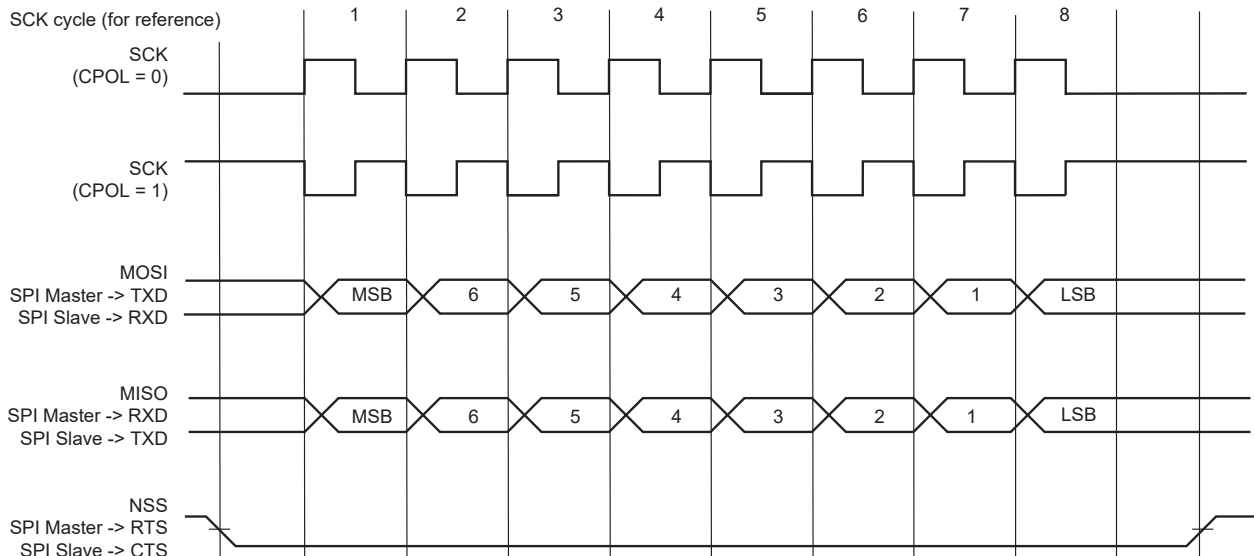 SCK cycle (for reference)
1 2 3 4 5 6 7 8
SCK
(CPOL = 0)
SCK
(CPOL = 1)
MOSI
SPI Master -> TXD
SPI Slave -> RXD
MSB 6 5 4 3 2 1 LSB
MISO
SPI Master -> RXD
SPI Slave -> TXD
MSB 6 5 4 3 2 1 LSB
NSS
SPI Master -> RTS
SPI Slave -> CTS